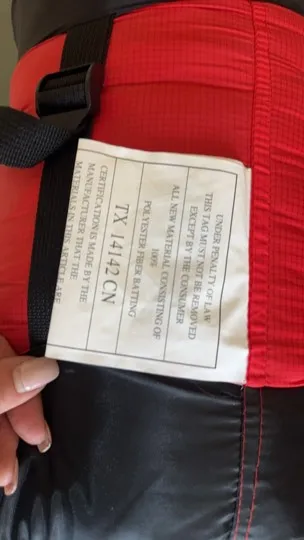 UNDER PENALTY OF LAW
THIS TAG MUST NOT BE REMOVED
EXCEPT BY THE CONSUMER
ALL NEW MATERIAL CONSISTING OF
100%
POLYESTER FIBER BATTING
TX 14142 CN
CERTIFICATION IS MADE BY THE
MANUFACTURER THAT THE
MATERIALS IN THIS ARTICLE ARE